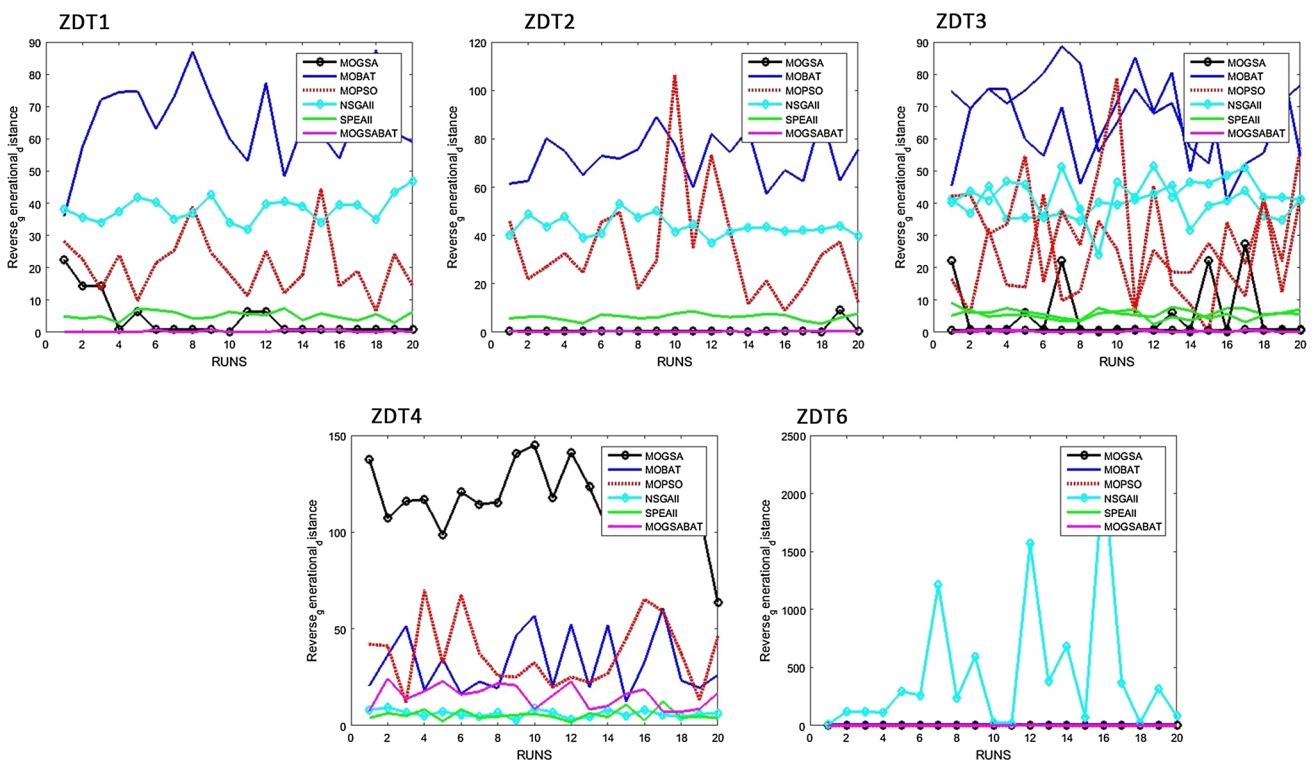 ZDT1
90
80
70
60
50
40
30
20
10
0
0 2 4 6 8 10 12 14 16 18 20
RUNS
Reverse_generational_distance
MOGSA
MOBAT
MOPSO
NSGAII
SPEAII
MOGSABAT
ZDT2
120
100
80
60
40
20
0
0 2 4 6 8 10 12 14 16 18 20
RUNS
Reverse_generational_distance
MOGSA
MOBAT
MOPSO
NSGAII
SPEAII
MOGSABAT
ZDT3
90
80
70
60
50
40
30
20
10
0
0 2 4 6 8 10 12 14 16 18 20
RUNS
Reverse_generational_distance
MOGSA
MOBAT
MOPSO
NSGAII
SPEAII
MOGSABAT
ZDT4
150
100
50
0
0 2 4 6 8 10 12 14 16 18 20
RUNS
Reverse_generational_distance
MOGSA
MOBAT
MOPSO
NSGAII
SPEAII
MOGSABAT
ZDT6
2500
2000
1500
1000
500
0
0 2 4 6 8 10 12 14 16 18 20
RUNS
Reverse_generational_distance
MOGSA
MOBAT
MOPSO
NSGAII
SPEAII
MOGSABAT